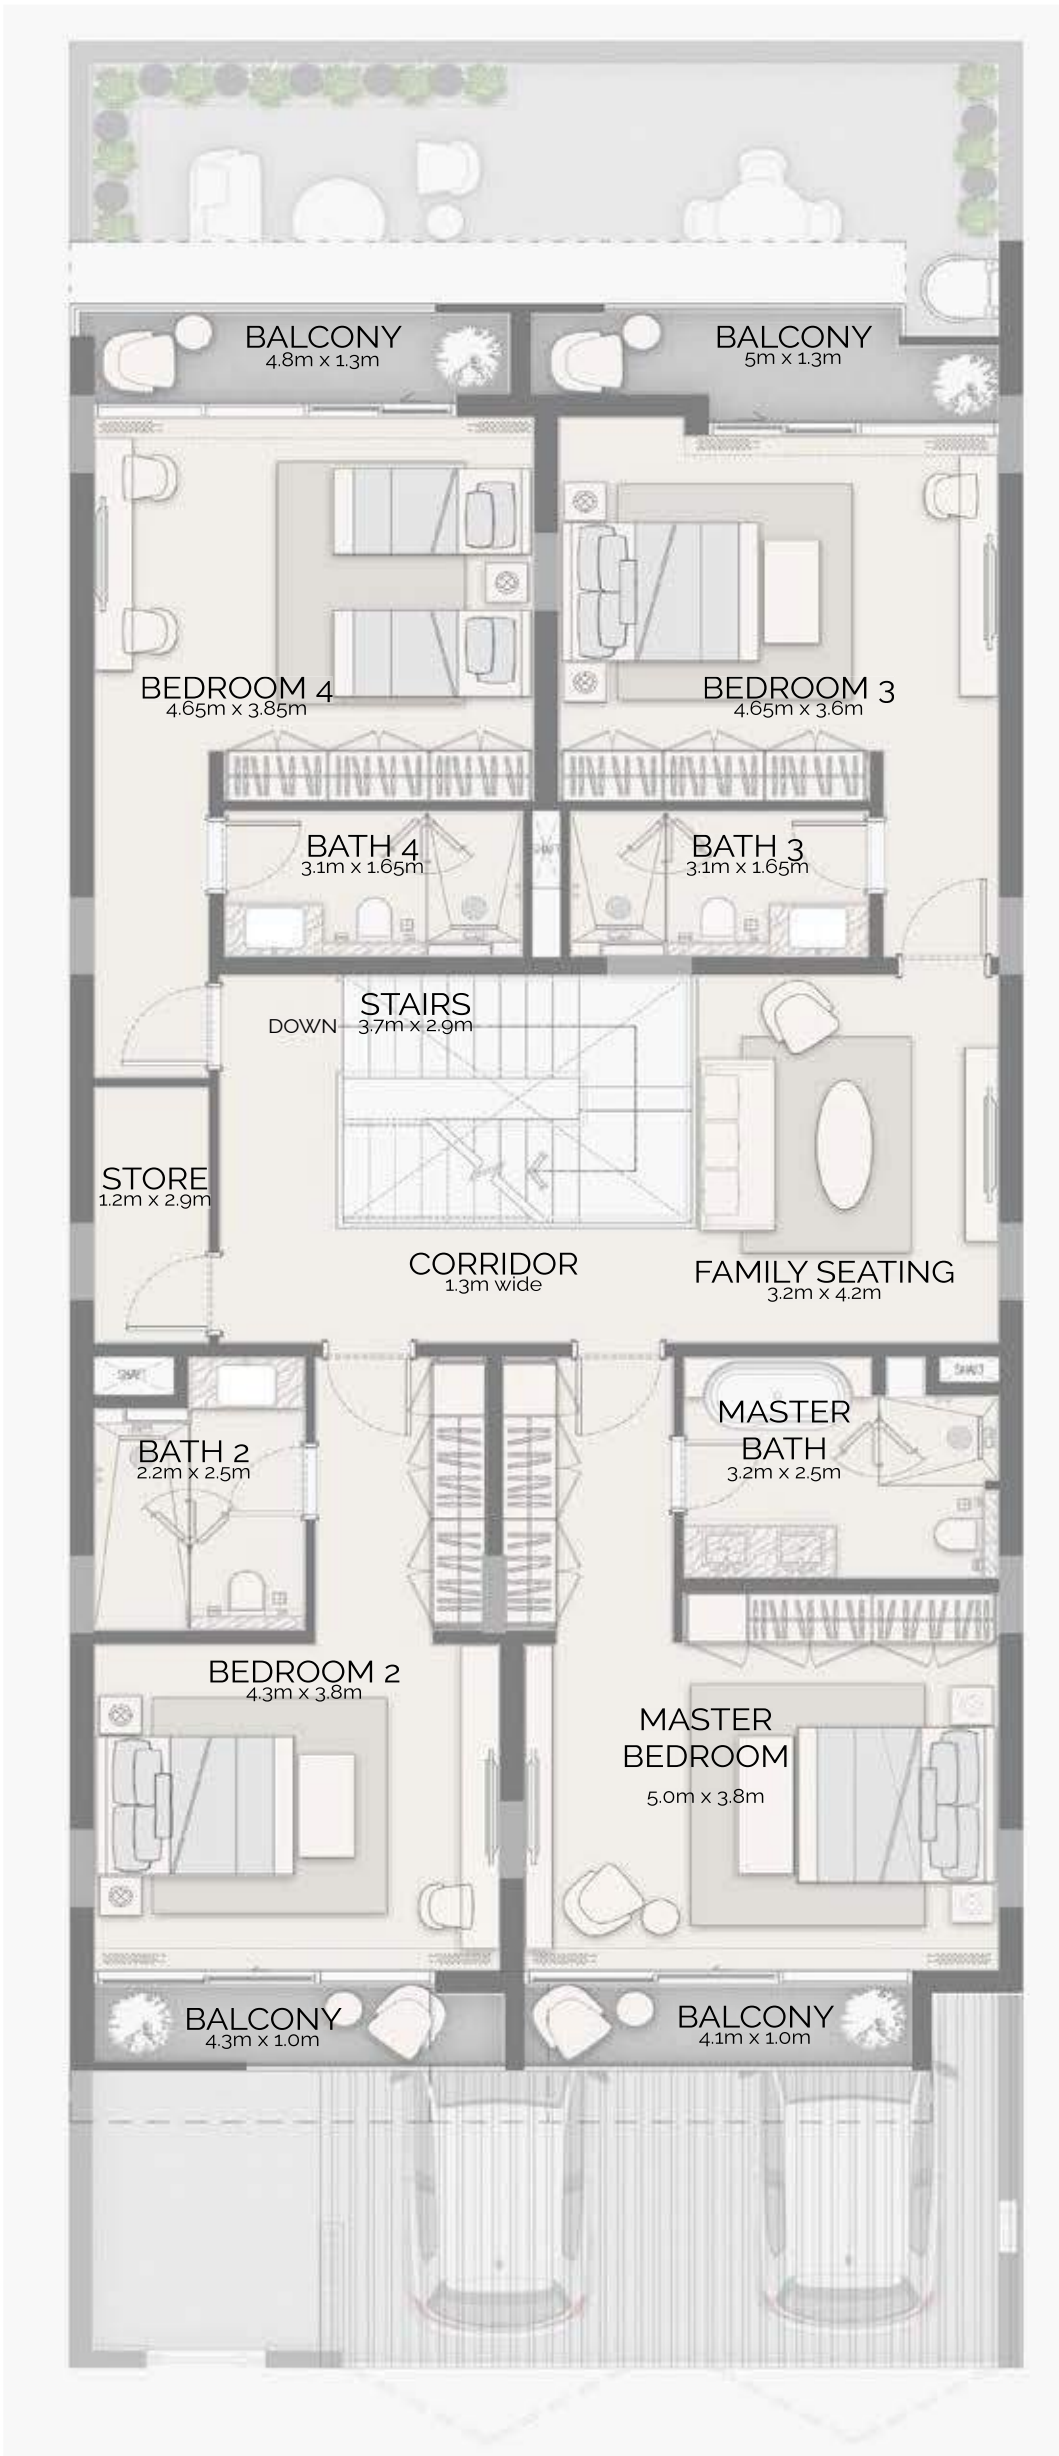 BALCONY
4.8m x 1.3m
BALCONY
5m x 1.3m
BEDROOM 4
4.65m x 3.85m
BEDROOM 3
4.65m x 3.6m
BATH 4
3.1m x 1.65m
SHAFT
BATH 3
3.1m x 1.65m
STAIRS
3.7m x 2.9m
DOWN
STORE
1.2m x 2.9m
CORRIDOR
1.3m wide
FAMILY SEATING
3.2m x 4.2m
SHAFT
SHAFT
BATH 2
2.2m x 2.5m
MASTER
BATH
3.2m x 2.5m
BEDROOM 2
4.3m x 3.8m
MASTER
BEDROOM
5.0m x 3.8m
BALCONY
4.3m x 1.0m
BALCONY
4.1m x 1.0m